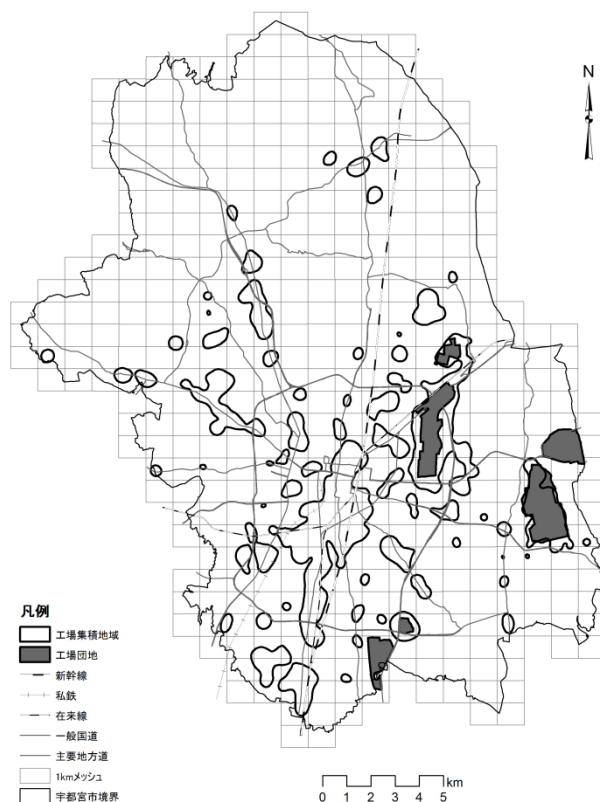 N
凡例
工場集積地域
工場団地
新幹線
私鉄
在来線
一般国道
主要地方道
1kmメッシュ
宇都宮市境界
km
0 1 2 3 4 5